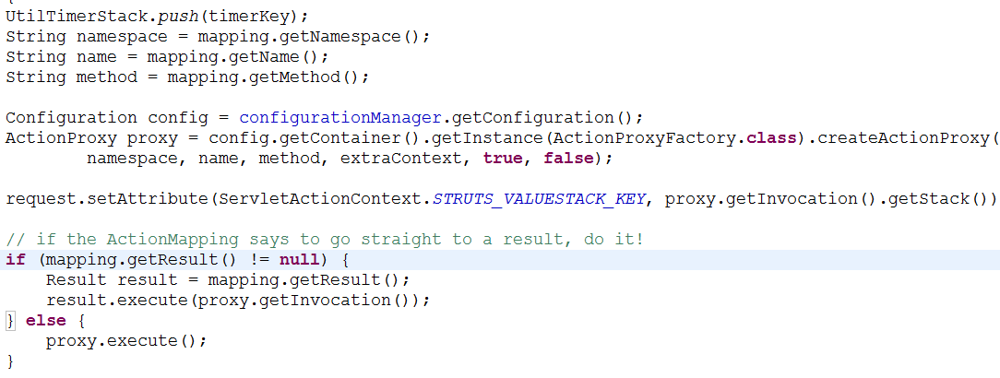 {
UtilTimerStack.push(timerKey);
String namespace = mapping.getNamespace();
String name = mapping.getName();
String method = mapping.getMethod();

Configuration config = configurationManager.getConfiguration();
ActionProxy proxy = config.getContainer().getInstance(ActionProxyFactory.class).createActionProxy(
        namespace, name, method, extraContext, true, false);

request.setAttribute(ServletActionContext.STRUTS_VALUESTACK_KEY, proxy.getInvocation().getStack())

// if the ActionMapping says to go straight to a result, do it!
if (mapping.getResult() != null) {
    Result result = mapping.getResult();
    result.execute(proxy.getInvocation());
} else {
    proxy.execute();
}